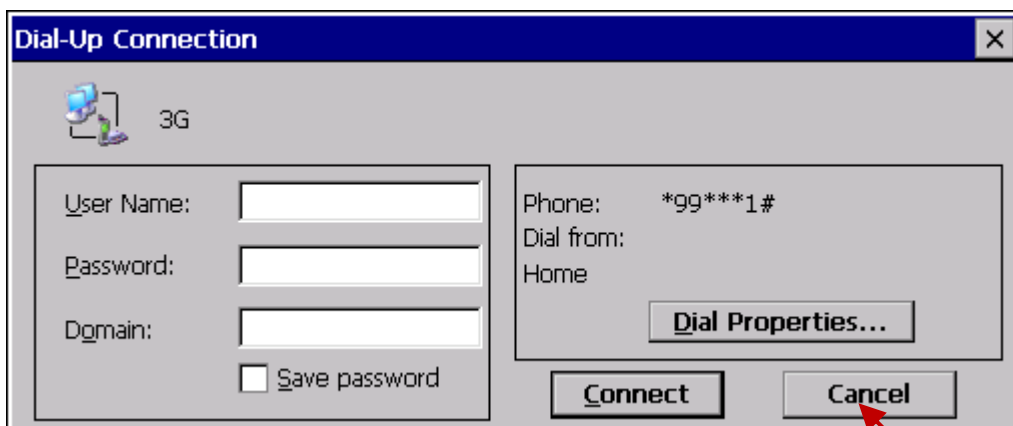 Dial-Up Connection
3G
User Name:
Password:
Domain:
Save password
Phone: *99***1#
Dial from:
Home
Dial Properties...
Connect Cancel